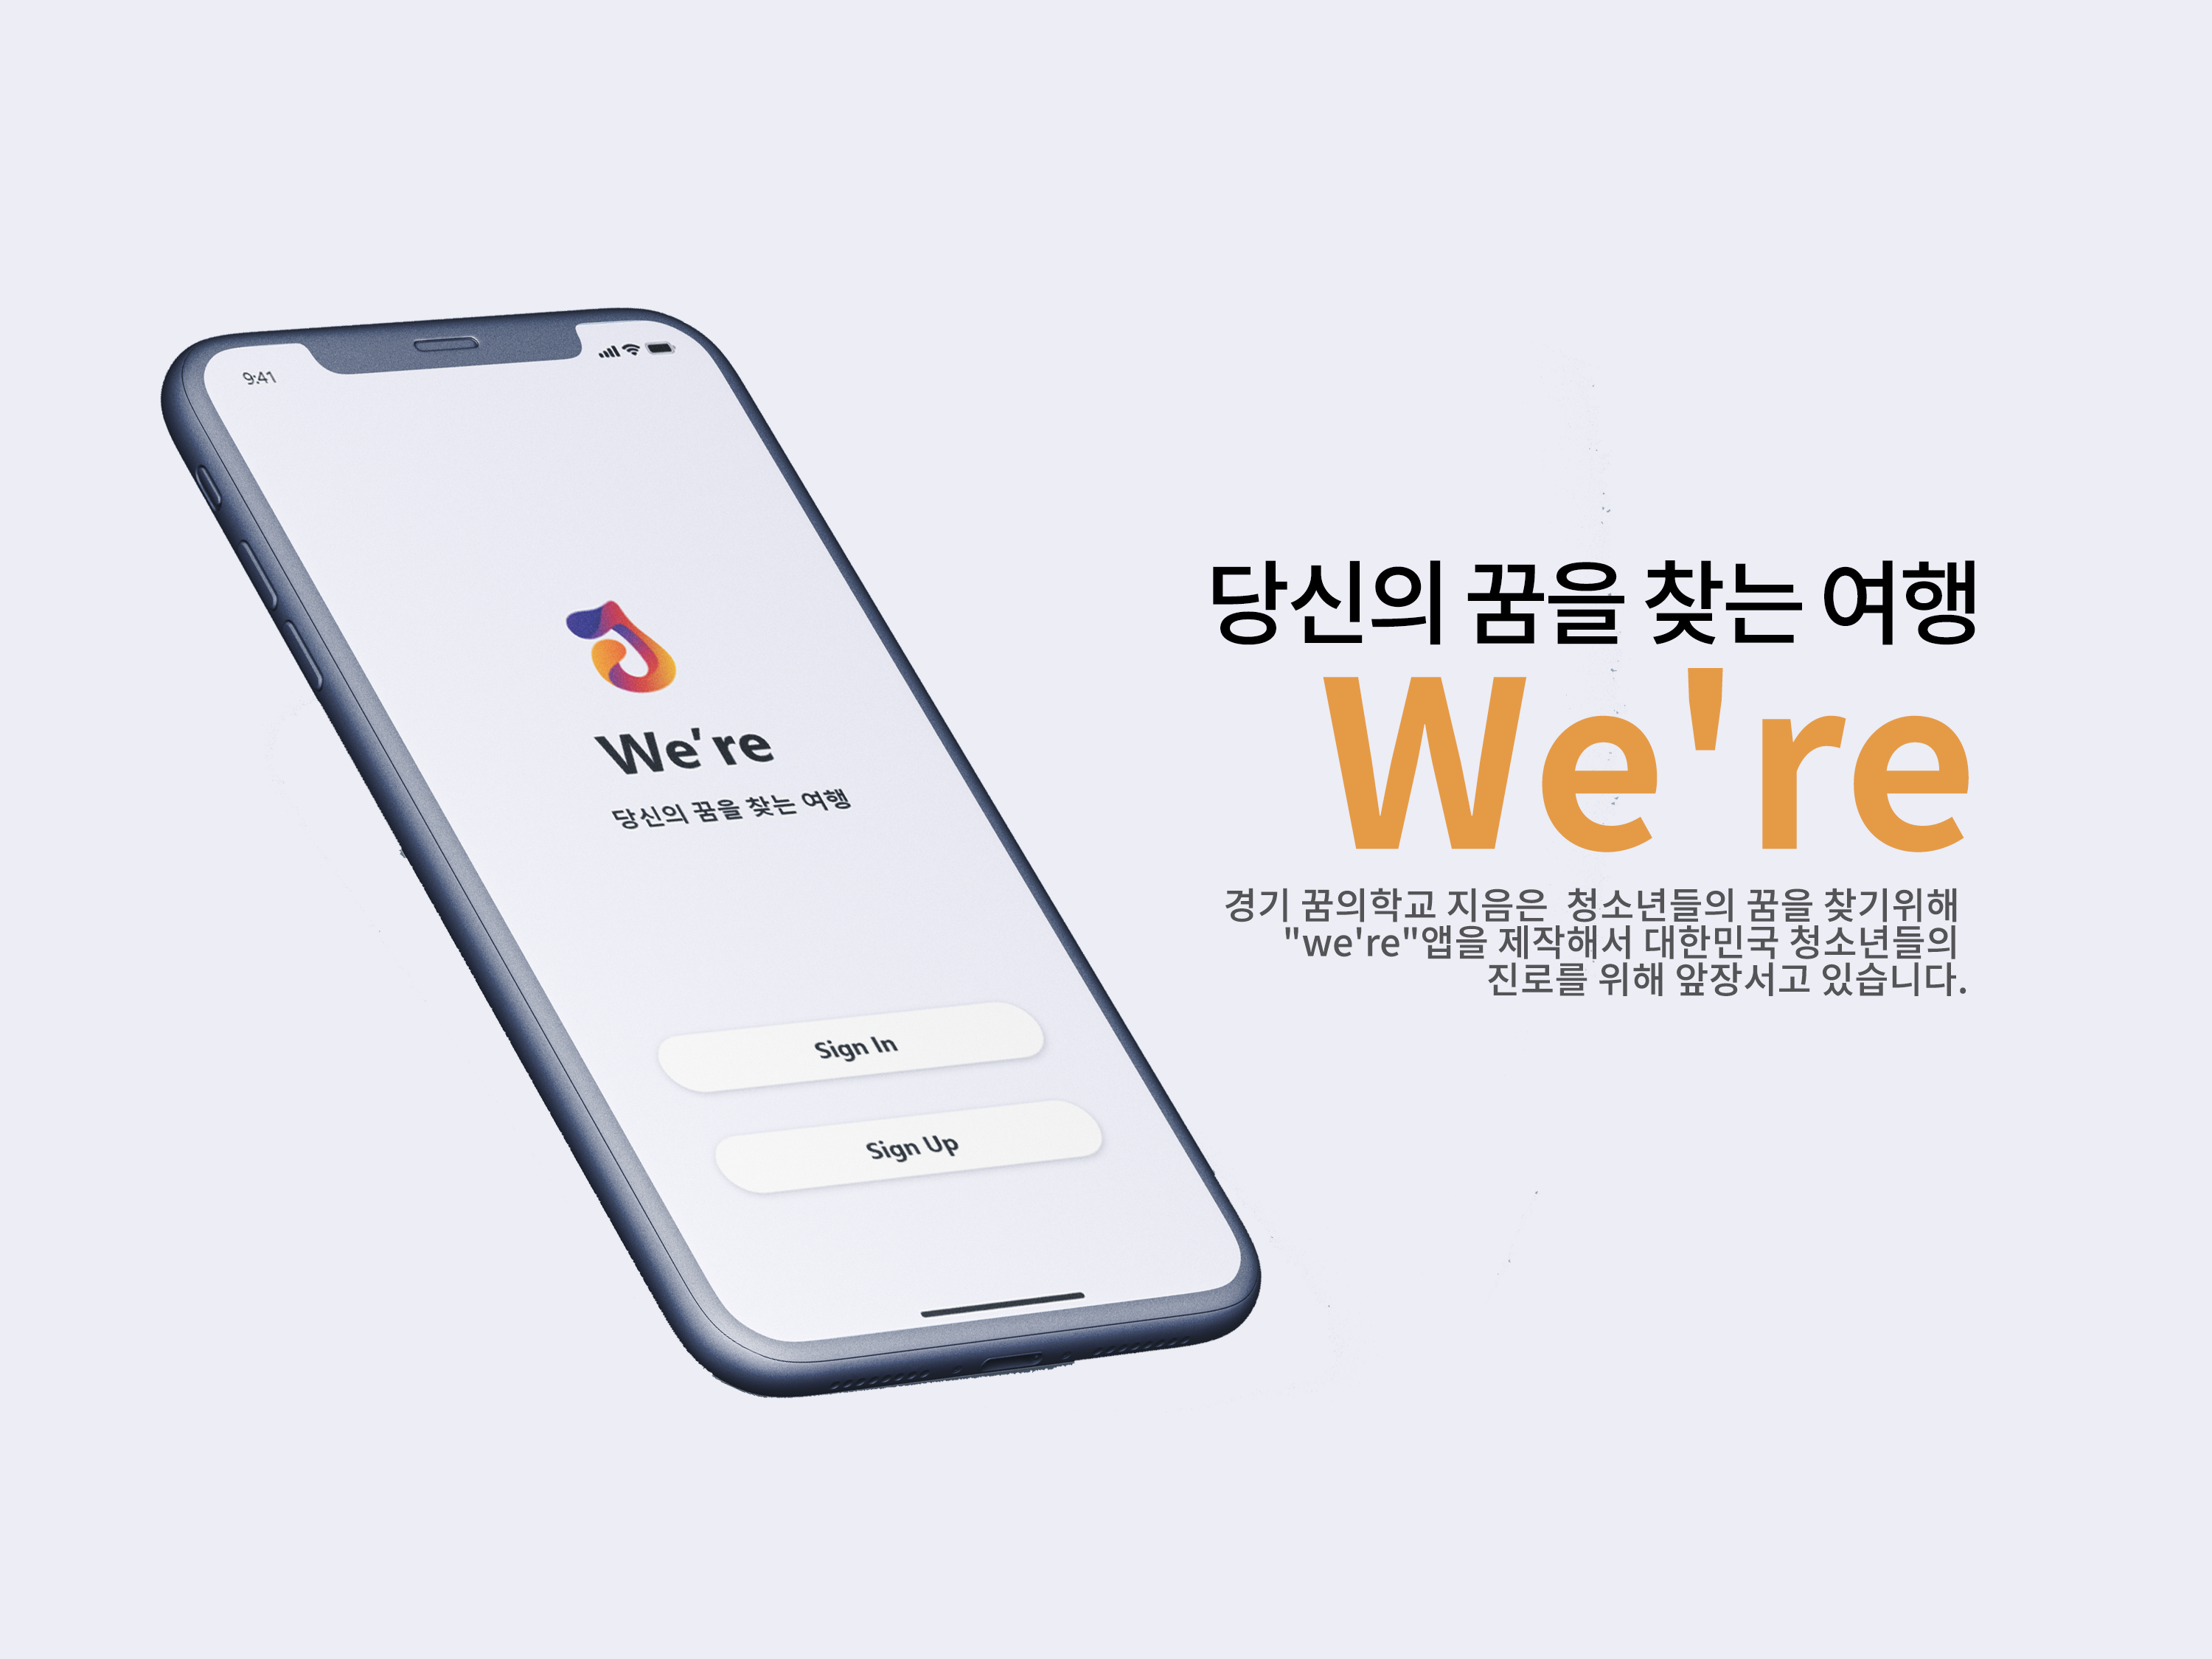 9:41
We're
당신의 꿈을 찾는 여행
Sign In
Sign Up
당신의 꿈을 찾는 여행
We're
경기 꿈의학교 지음은 청소년들의 꿈을 찾기위해
"we're"앱을 제작해서 대한민국 청소년들의
진로를 위해 앞장서고 있습니다.